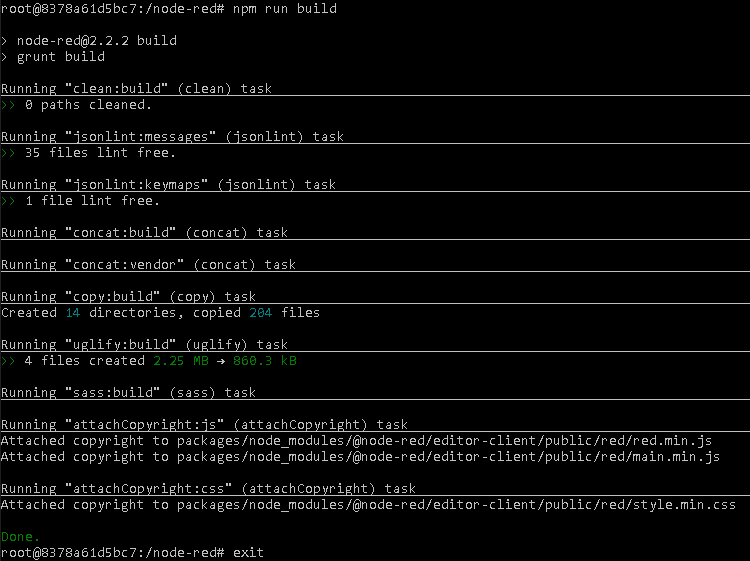 root@8378a61d5bc7:/node-red# npm run build
> node-red@2.2.2 build
> grunt build
Running "clean:build" (clean) task
>> 0 paths cleaned.
Running "jsonlint:messages" (jsonlint) task
>> 35 files lint free.
Running "jsonlint:keymaps" (jsonlint) task
>> 1 file lint free.
Running "concat:build" (concat) task
Running "concat:vendor" (concat) task
Running "copy:build" (copy) task
Created 14 directories, copied 204 files
Running "uglify:build" (uglify) task
>> 4 files created 2.25 MB → 860.3 kB
Running "sass:build" (sass) task
Running "attachCopyright:js" (attachCopyright) task
Attached copyright to packages/node_modules/@node-red/editor-client/public/red/red.min.js
Attached copyright to packages/node_modules/@node-red/editor-client/public/red/main.min.js
Running "attachCopyright:css" (attachCopyright) task
Attached copyright to packages/node_modules/@node-red/editor-client/public/red/style.min.css
Done.
root@8378a61d5bc7:/node-red# exit